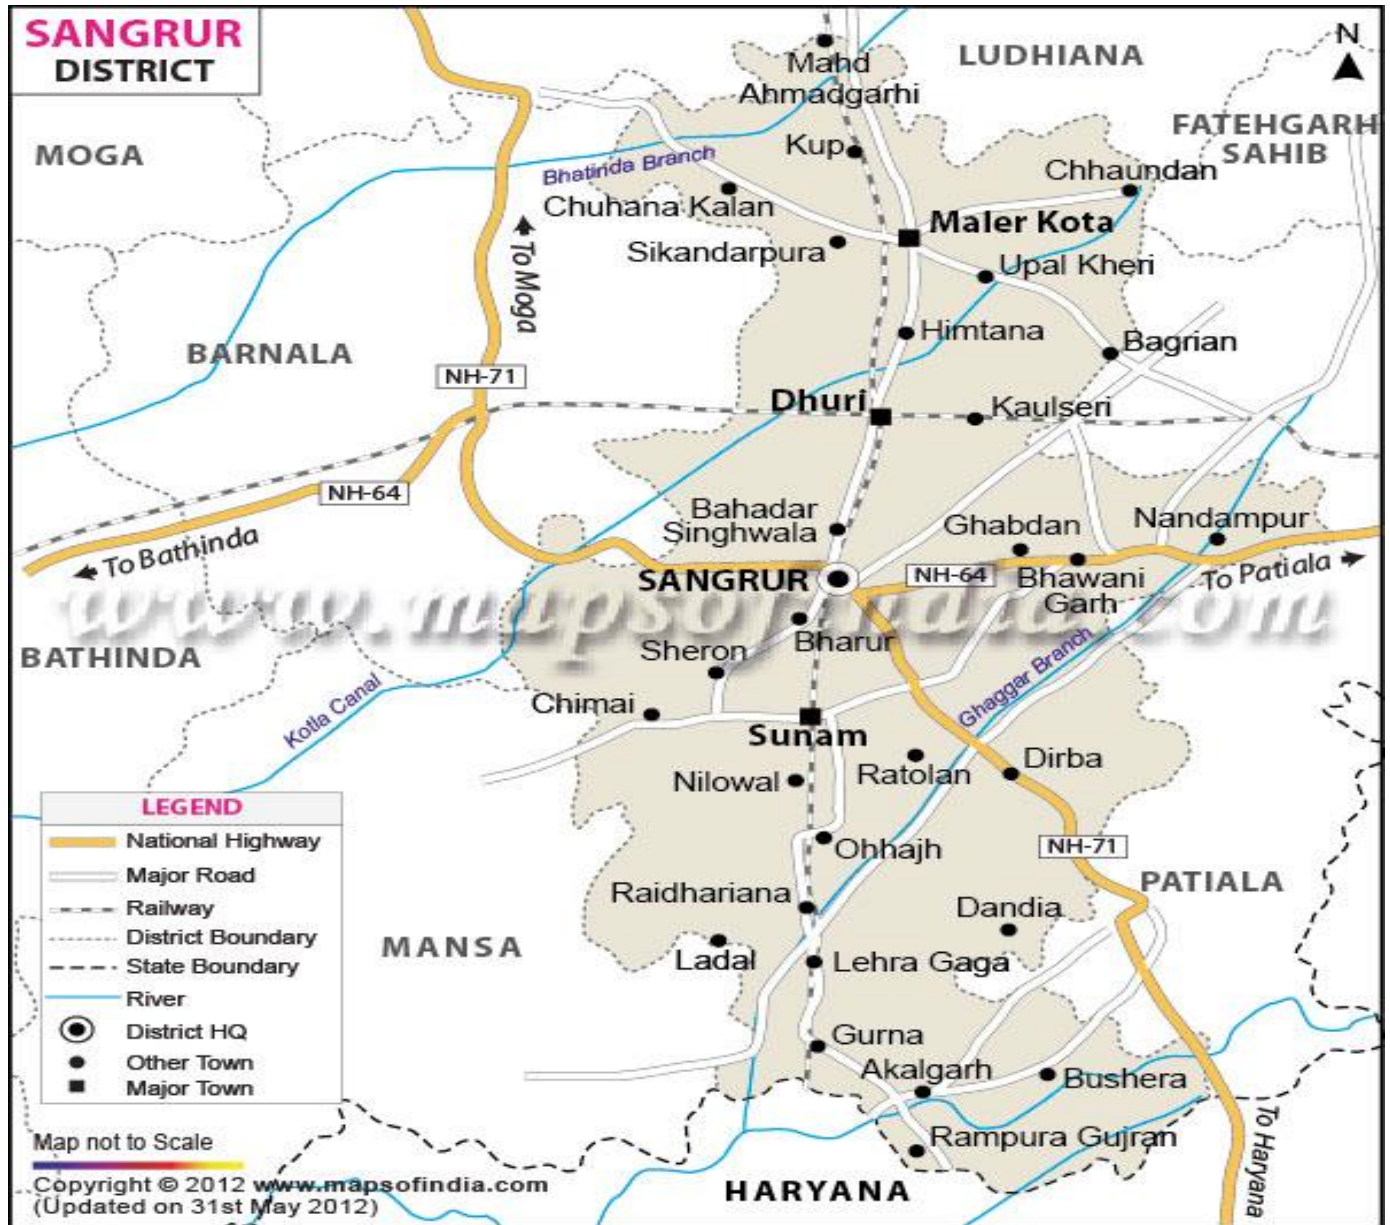 SANGRUR
DISTRICT
N
LUDHIANA
FATEHGARH
SAHIB
MOGA
Mahd
Ahmadgarhi
Kup
Bhatinda Branch
Chhaundan
Chuhana Kalan
Maler Kota
Sikandarpura
Upal Kheri
To Moga
Himtana
Bagrian
BARNALA
NH-71
Dhuri
Kaulseri
NH-64
Bahadar
Singhwala
Ghabdan
Nandampur
To Bathinda
SANGRUR
NH-64
Bhawani
Garh
To Patiala
www.mapsofindia.com
BATHINDA
Sheron
Bharur
Kotla Canal
Chimai
Ghaggar Branch
Sunam
Nilowal
Ratolan
Dirba
Ohhajh
NH-71
PATIALA
Raidhariana
Dandia
MANSA
Ladal
Lehra Gaga
Gurna
Akalgarh
Bushera
Rampura Gujran
To Haryana
HARYANA
LEGEND
National Highway
Major Road
Railway
District Boundary
State Boundary
River
District HQ
Other Town
Major Town
Map not to Scale
Copyright © 2012 www.mapsofindia.com
(Updated on 31st May 2012)